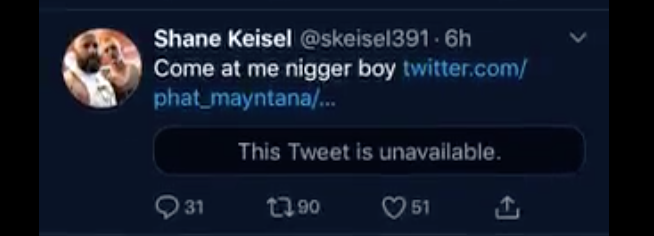 Shane Keisel @skeisel391 · 6h
Come at me nigger boy twitter.com/
phat_mayntana/...
This Tweet is unavailable.
31 90 51